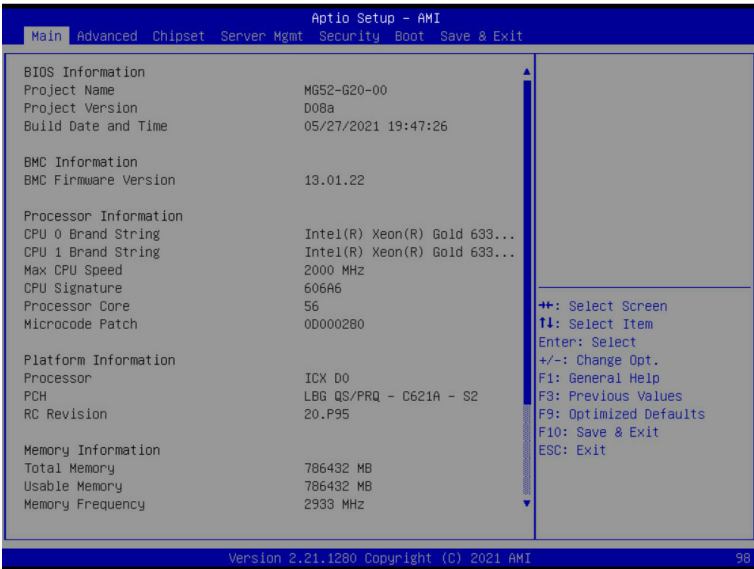 Aptio Setup – AMI
Main Advanced Chipset Server Mgmt Security Boot Save & Exit
BIOS Information
Project Name MG52-G20-00
Project Version D08a
Build Date and Time 05/27/2021 19:47:26
BMC Information
BMC Firmware Version 13.01.22
Processor Information
CPU 0 Brand String Intel(R) Xeon(R) Gold 633...
CPU 1 Brand String Intel(R) Xeon(R) Gold 633...
Max CPU Speed 2000 MHz
CPU Signature 606A6
Processor Core 56
Microcode Patch 0D000280
Platform Information
Processor ICX D0
PCH LBG QS/PRQ - C621A - S2
RC Revision 20.P95
Memory Information
Total Memory 786432 MB
Usable Memory 786432 MB
Memory Frequency 2933 MHz
→←: Select Screen
↑↓: Select Item
Enter: Select
+/-: Change Opt.
F1: General Help
F3: Previous Values
F9: Optimized Defaults
F10: Save & Exit
ESC: Exit
Version 2.21.1280 Copyright (C) 2021 AMI
98